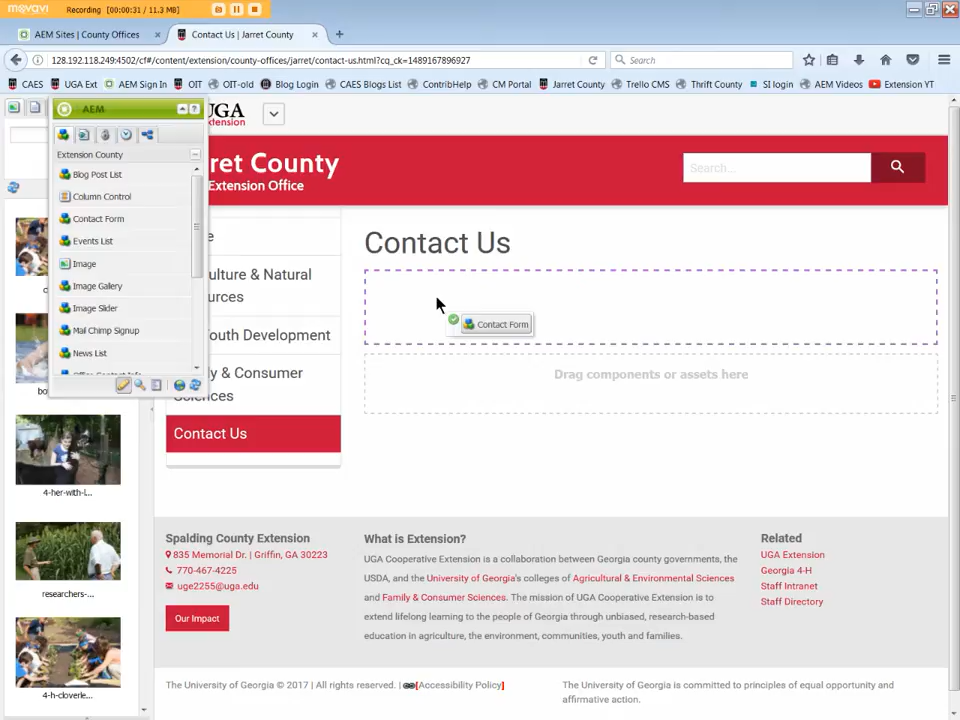 movavi
Recording [00:00:31 / 11.3 MB]
AEM Sites | County Offices
Contact Us | Jarret County
128.192.118.249:4502/cf#/content/extension/county-offices/jarret/contact-us.html?cq_ck=1489167896927
Search
CAES
UGA Ext
AEM Sign In
OIT
OIT-old
Blog Login
CAES Blogs List
ContribHelp
CM Portal
Jarret County
Trello CMS
Thrift County
SI login
AEM Videos
Extension YT
AEM
UGA
ension
ret County
Extension Office
Search...
Extension County
Blog Post List
Column Control
Contact Form
Events List
Image
Image Gallery
Image Slider
Mail Chimp Signup
News List
e
ulture & Natural
urces
outh Development
y & Consumer
Sciences
Contact Us
Contact Us
Contact Form
Drag components or assets here
4-her-with-l...
researchers-...
4-h-cloverle...
Spalding County Extension
835 Memorial Dr. | Griffin, GA 30223
770-467-4225
uge2255@uga.edu
Our Impact
What is Extension?
UGA Cooperative Extension is a collaboration between Georgia county governments, the
USDA, and the University of Georgia's colleges of Agricultural & Environmental Sciences
and Family & Consumer Sciences. The mission of UGA Cooperative Extension is to
extend lifelong learning to the people of Georgia through unbiased, research-based
education in agriculture, the environment, communities, youth and families.
Related
UGA Extension
Georgia 4-H
Staff Intranet
Staff Directory
The University of Georgia © 2017 | All rights reserved. | [Accessibility Policy]
The University of Georgia is committed to principles of equal opportunity and
affirmative action.